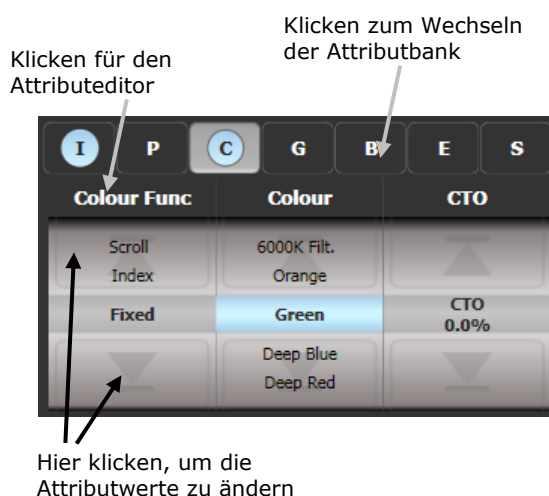 Klicken zum Wechseln
der Attributbank
Klicken für den
Attributeditor
I P C G B E S
Colour Func Colour CTO
Scroll 6000K Filt.
Index Orange
Fixed Green CTO
0.0%
Deep Blue
Deep Red
Hier klicken, um die
Attributwerte zu ändern